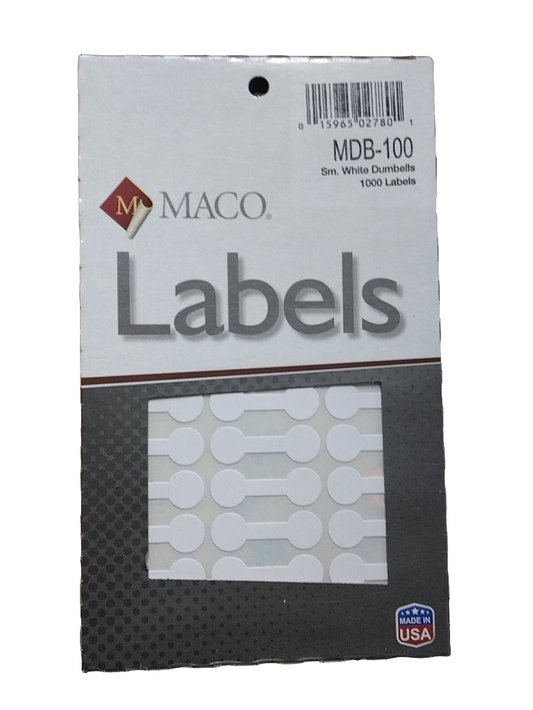 0 15965 02780 1
MDB-100
Sm. White Dumbells
1000 Labels
M MACO®
Labels
MADE IN
USA